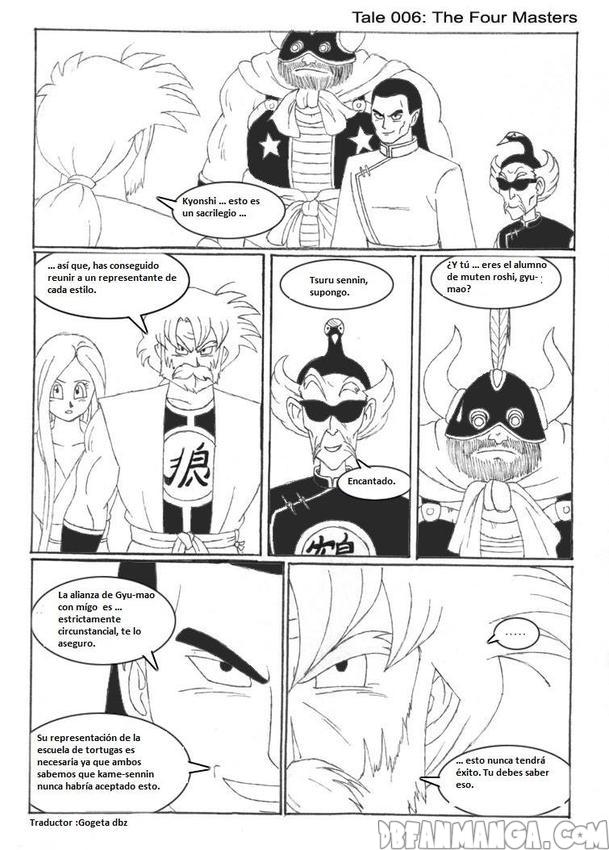 Tale 006: The Four Masters
Kyonshi ... esto es
un sacrilegio ...
... así que, has conseguido
reunir a un representante de
cada estilo.
Tsuru sennin,
supongo.
Encantado.
¿Y tú ... eres el alumno
de muten roshi, gyu-
mao?
狼
鶴
La alianza de Gyu-mao
con mígo es ...
estrictamente
circunstancial, te lo
aseguro.
Su representación de la
escuela de tortugas es
necesaria ya que ambos
sabemos que kame-sennin
nunca habría aceptado esto.
.....
... esto nunca tendrá
éxito. Tu debes saber
eso.
Traductor :Gogeta dbz
DBFANMANGA.COM